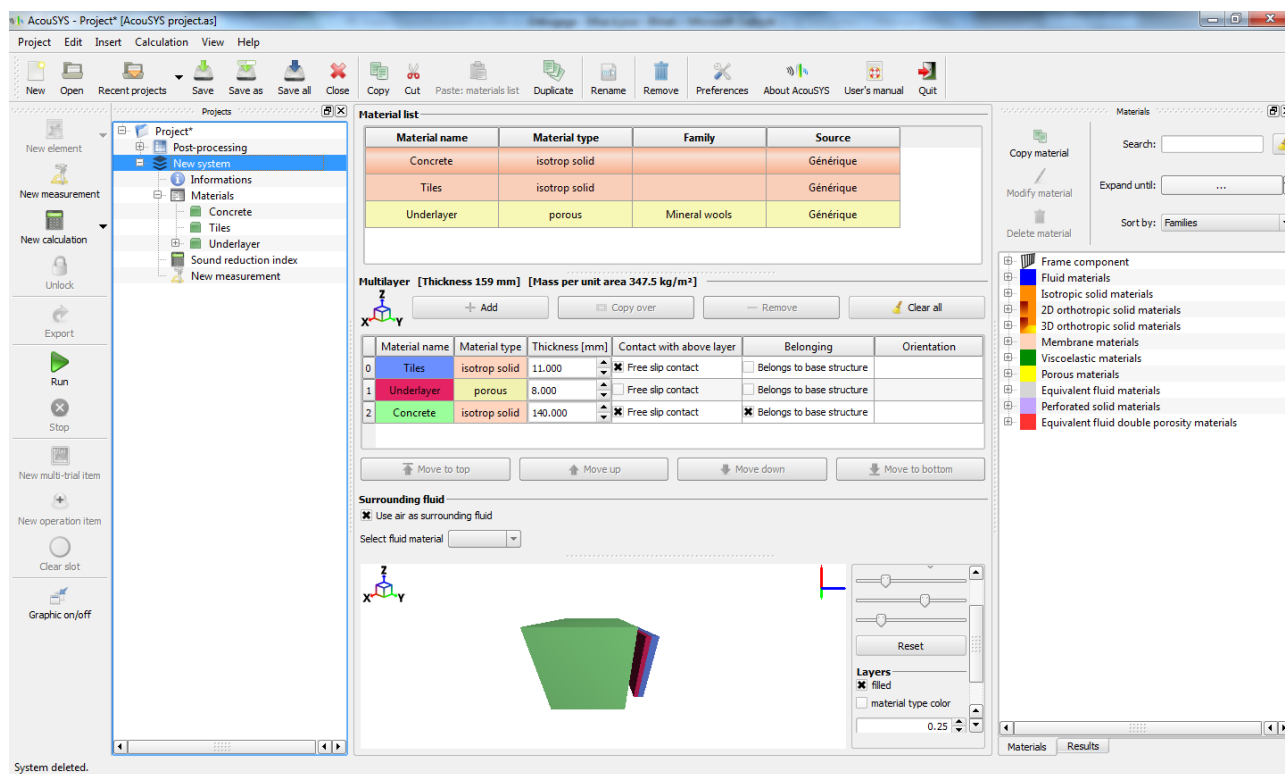 AcouSYS - Project* [AcouSYS project.as]
Project Edit Insert Calculation View Help
New Open Recent projects Save Save as Save all Close Copy Cut Paste: materials list Duplicate Rename Remove Preferences About AcouSYS User's manual Quit
New element
New measurement
New calculation
Unlock
Export
Run
Stop
New multi-trial item
New operation item
Clear slot
Graphic on/off
Projects
Project*
Post-processing
New system
Informations
Materials
Concrete
Tiles
Underlayer
Sound reduction index
New measurement
Material list
Material name Material type Family Source
Concrete isotrop solid Générique
Tiles isotrop solid Générique
Underlayer porous Mineral wools Générique
Multilayer [Thickness 159 mm] [Mass per unit area 347.5 kg/m²]
Z
X Y
Add Copy over Remove Clear all
Material name Material type Thickness [mm] Contact with above layer Belonging Orientation
0 Tiles isotrop solid 11.000 Free slip contact Belongs to base structure
1 Underlayer porous 8.000 Free slip contact Belongs to base structure
2 Concrete isotrop solid 140.000 Free slip contact Belongs to base structure
Move to top Move up Move down Move to bottom
Surrounding fluid
Use air as surrounding fluid
Select fluid material
Z
X Y
Reset
Layers
filled
material type color
0.25
Materials
Copy material
Modify material
Delete material
Search:
Expand until: ...
Sort by: Families
Frame component
Fluid materials
Isotropic solid materials
2D orthotropic solid materials
3D orthotropic solid materials
Membrane materials
Viscoelastic materials
Porous materials
Equivalent fluid materials
Perforated solid materials
Equivalent fluid double porosity materials
Materials Results
System deleted.